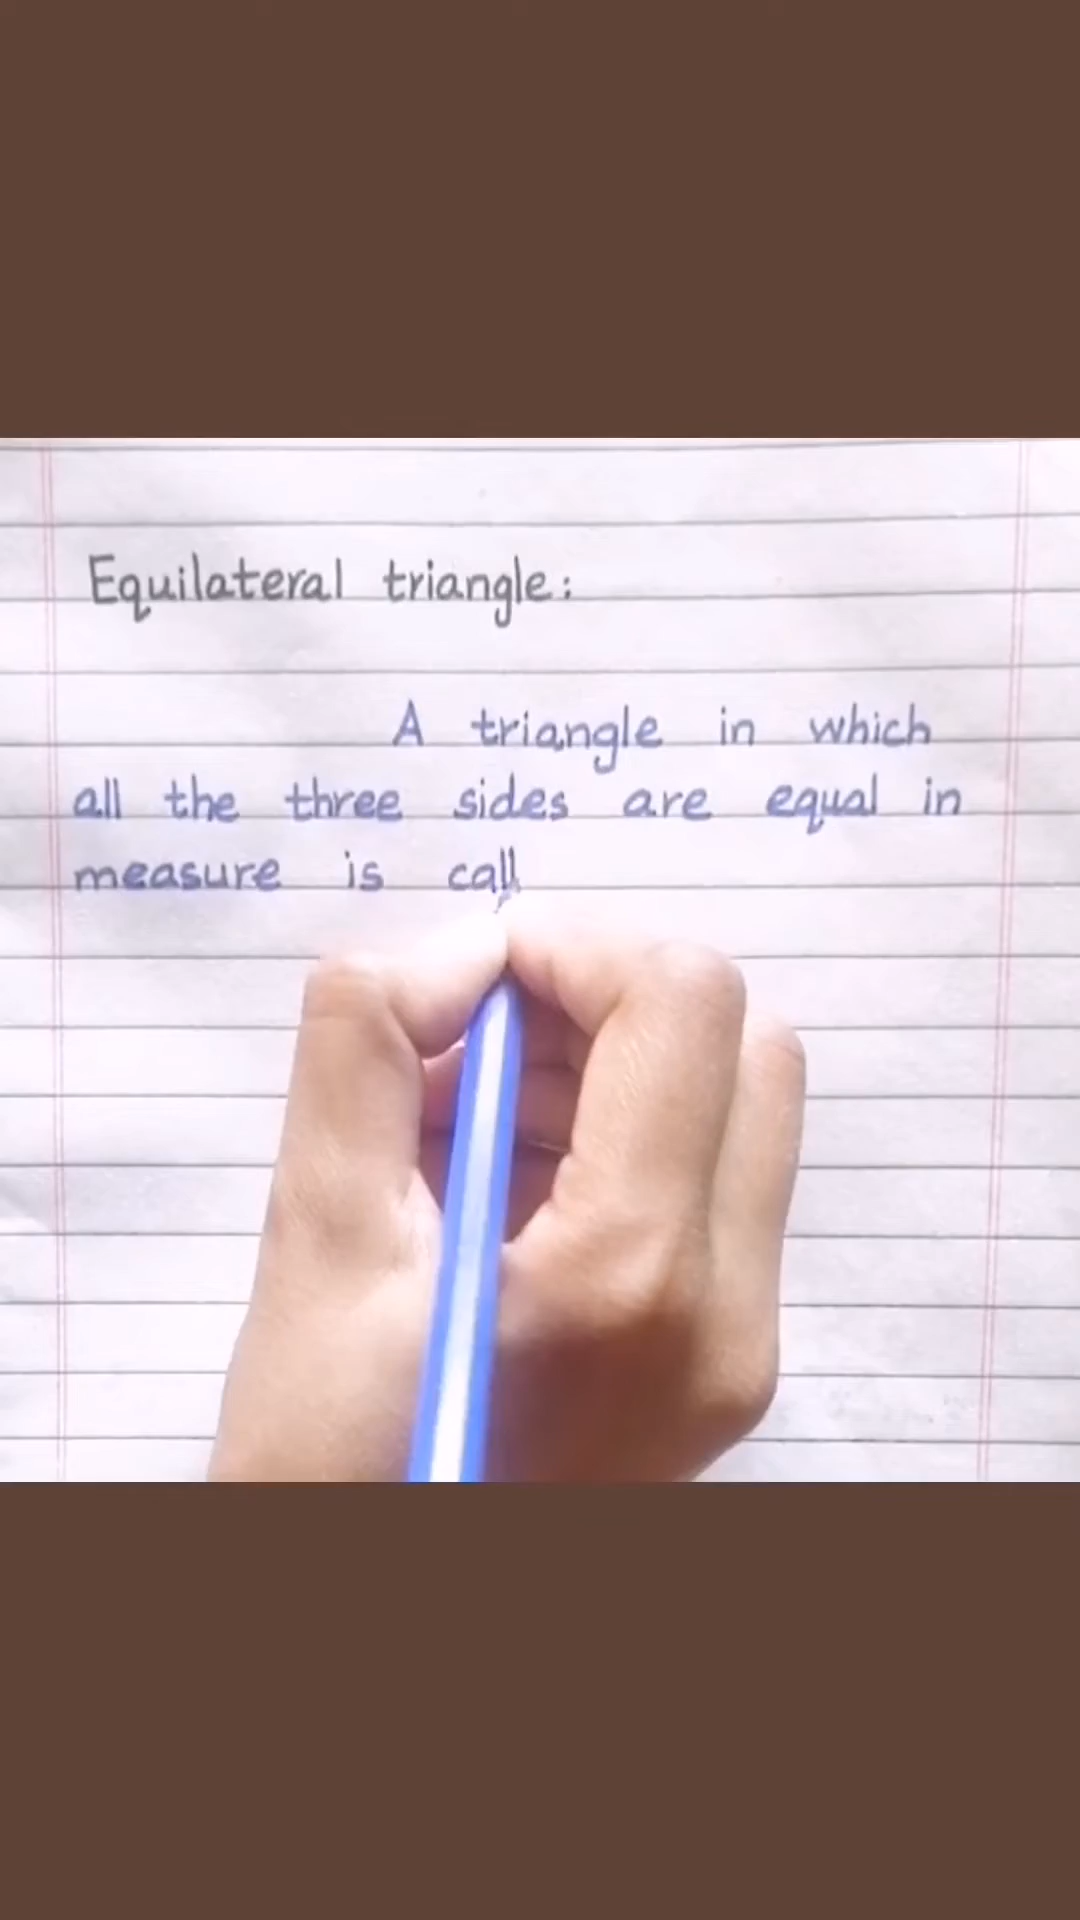 Equilateral triangle:
A triangle in which
all the three sides are equal in
measure is call